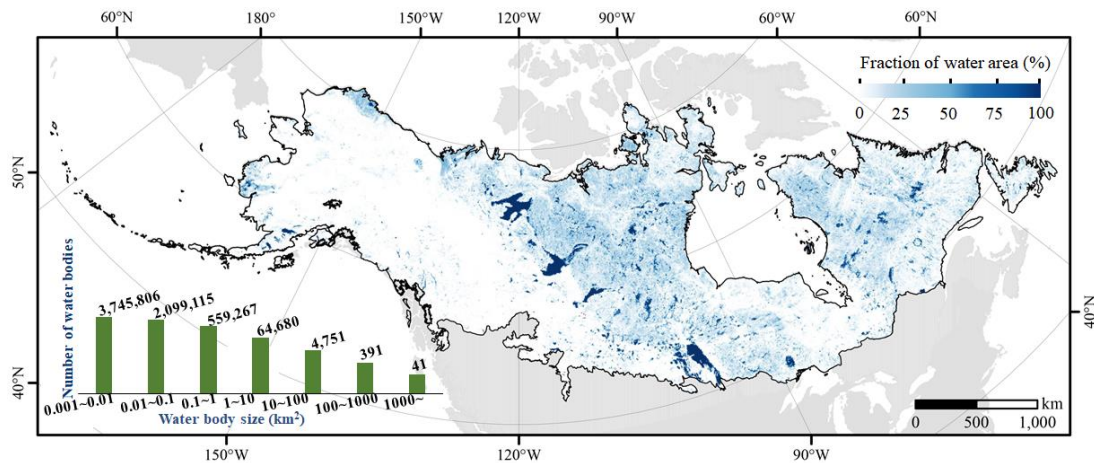 60°N 180° 150°W 120°W 90°W 60°W 60°N
Fraction of water area (%)
0 25 50 75 100
50°N
40°N
40°N
Number of water bodies
3,745,806
2,099,115
559,267
64,680
4,751
391
41
0.001~0.01
0.01~0.1
0.1~1
1~10
10~100
100~1000
1000~
Water body size (km²)
km
0 500 1,000
150°W 120°W 90°W